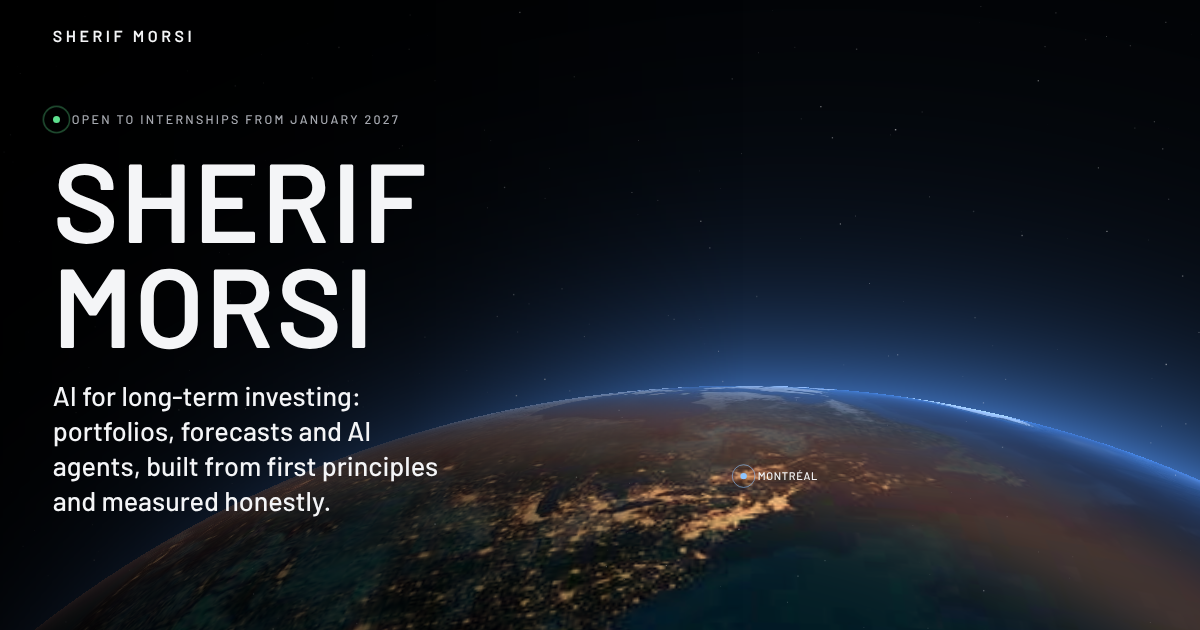 SHERIF MORSI
OPEN TO INTERNSHIPS FROM JANUARY 2027
SHERIF
MORSI
AI for long-term investing:
portfolios, forecasts and AI
agents, built from first principles
and measured honestly.
MONTRÉAL